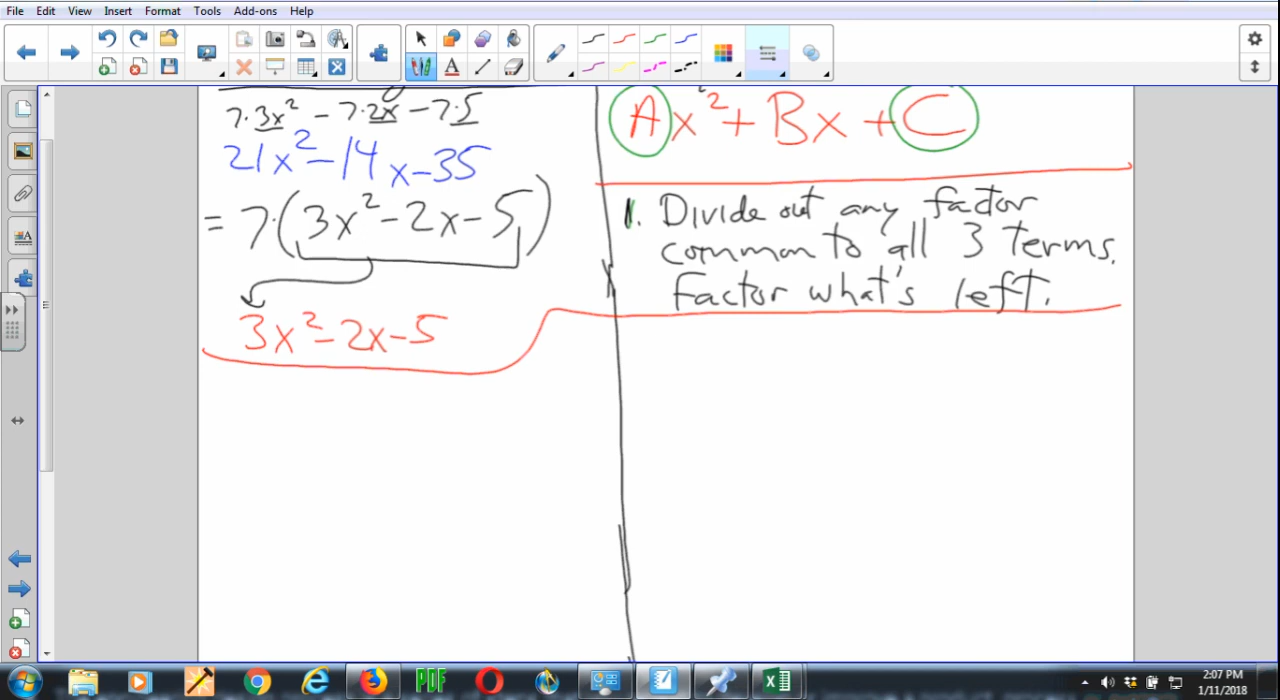 File Edit View Insert Format Tools Add-ons Help
7·3x² - 7·2x - 7·5
21x² - 14x - 35
= 7·(3x² - 2x - 5)
3x² - 2x - 5
Ax² + Bx + C
1. Divide out any factor
common to all 3 terms.
Factor what's left.
PDF
2:07 PM
1/11/2018